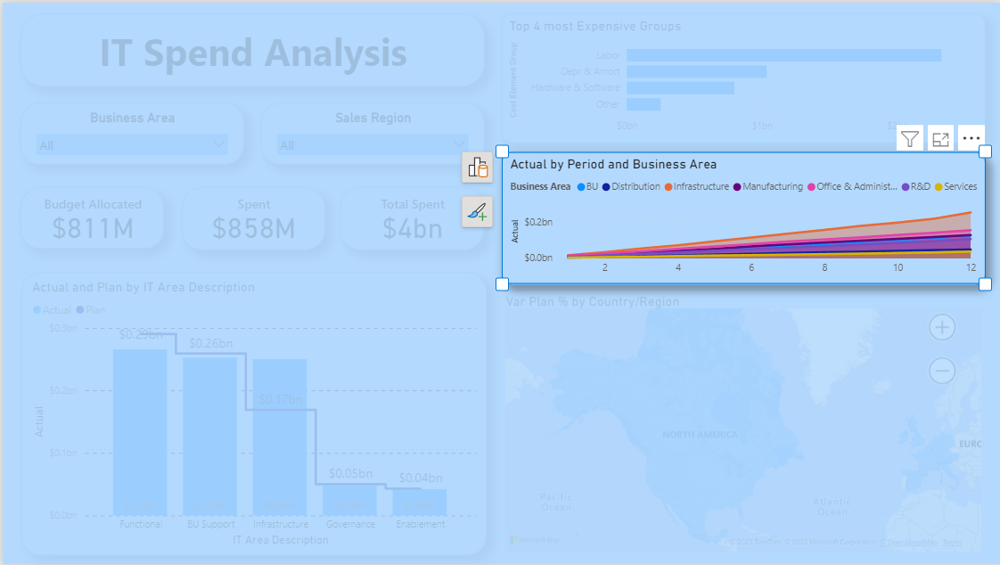 IT Spend Analysis
Business Area
All
Sales Region
All
Budget Allocated
$811M
Spent
$858M
Total Spent
$4bn
Top 4 most Expensive Groups
Cost Element Group
Labor
Depr & Amort
Hardware & Software
Other
$0bn $1bn
Actual by Period and Business Area
Business Area BU Distribution Infrastructure Manufacturing Office & Administ... R&D Services
Actual
$0.2bn
$0.0bn
2 4 6 8 10 12
Actual and Plan by IT Area Description
Actual Plan
Actual
$0.3bn
$0.2bn
$0.1bn
$0.0bn
$0.29bn
$0.26bn
$0.17bn
$0.05bn
$0.04bn
Functional BU Support Infrastructure Governance Enablement
IT Area Description
Var Plan % by Country/Region
NORTH AMERICA
Pacific
Ocean
Atlantic
Ocean
EURO
Microsoft Bing
© 2023 TomTom, © 2023 Microsoft Corporation, © OpenStreetMap Terms